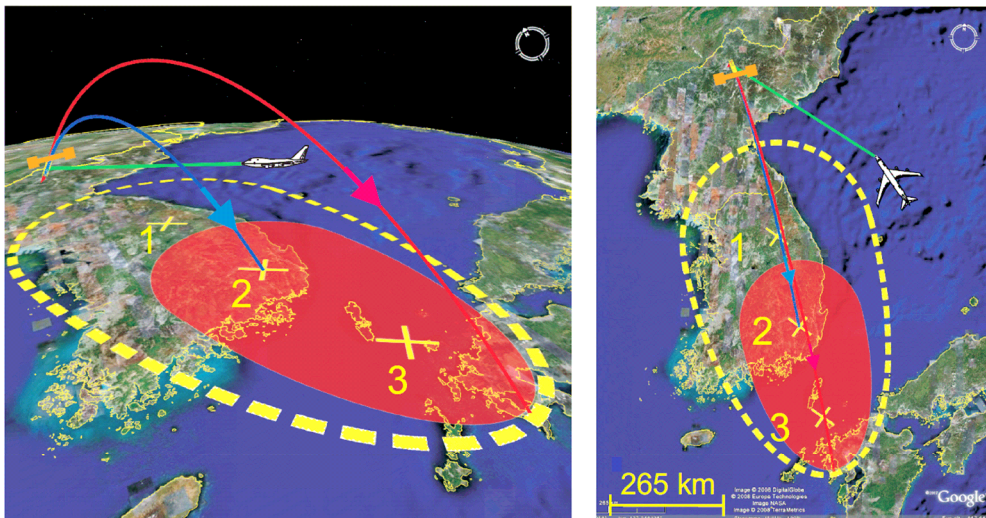 1
2
3
1
2
3
265 km
Image © 2008 DigitalGlobe
© 2008 Europa Technologies
Image NASA
Image © 2008 TerraMetrics
Google